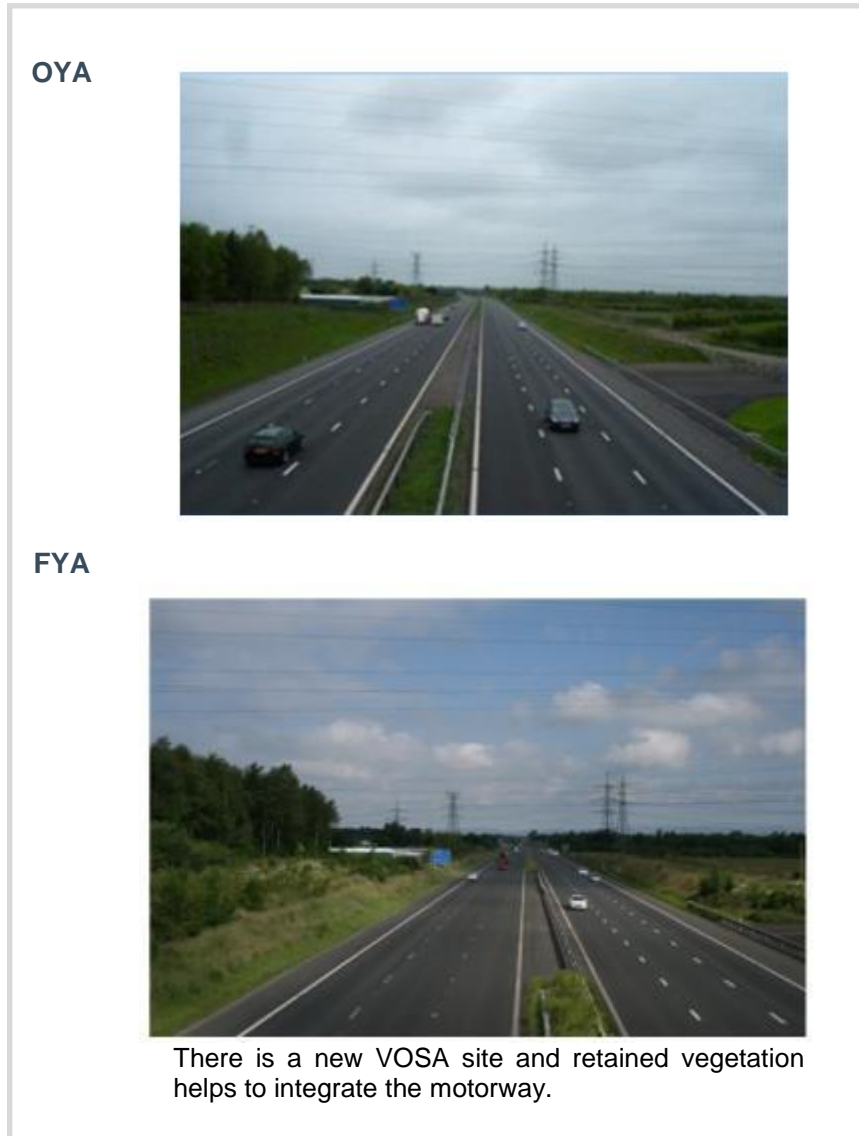 OYA
FYA
There is a new VOSA site and retained vegetation
helps to integrate the motorway.